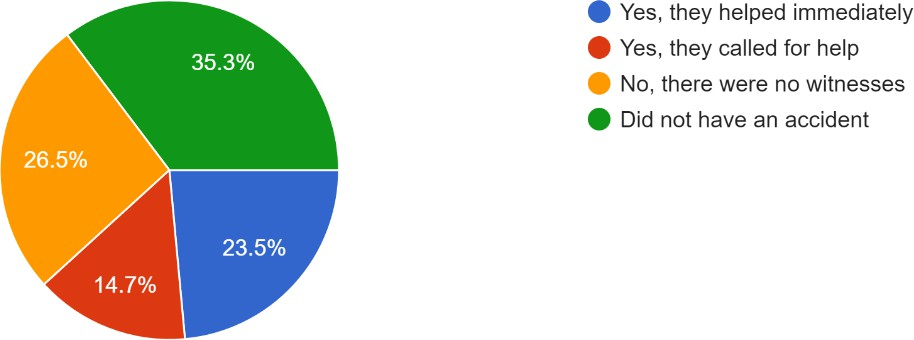 Yes, they helped immediately
Yes, they called for help
No, there were no witnesses
Did not have an accident
35.3%
26.5%
23.5%
14.7%